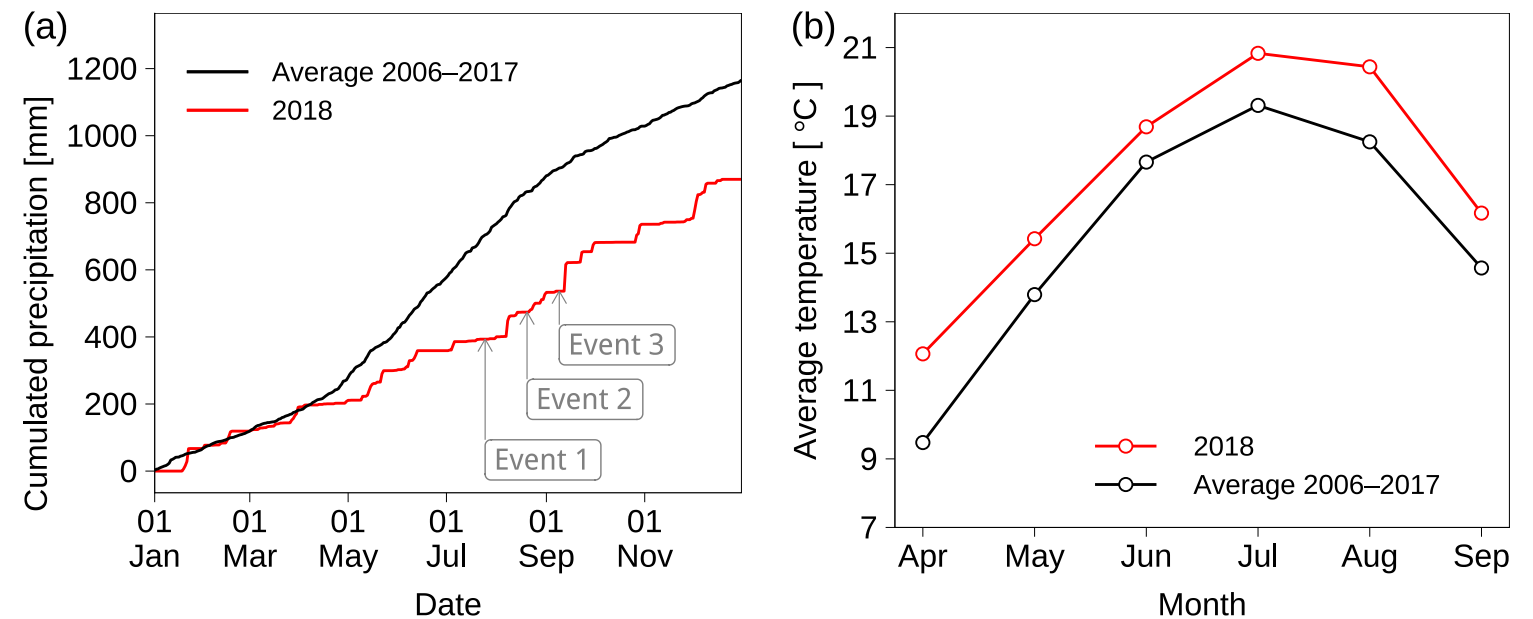 (a)
Cumulated precipitation [mm]
1200
1000
800
600
400
200
0
Average 2006–2017
2018
Event 3
Event 2
Event 1
01 01 01 01 01 01
Jan Mar May Jul Sep Nov
Date
(b)
Average temperature [ °C ]
21
19
17
15
13
11
9
7
2018
Average 2006–2017
Apr May Jun Jul Aug Sep
Month